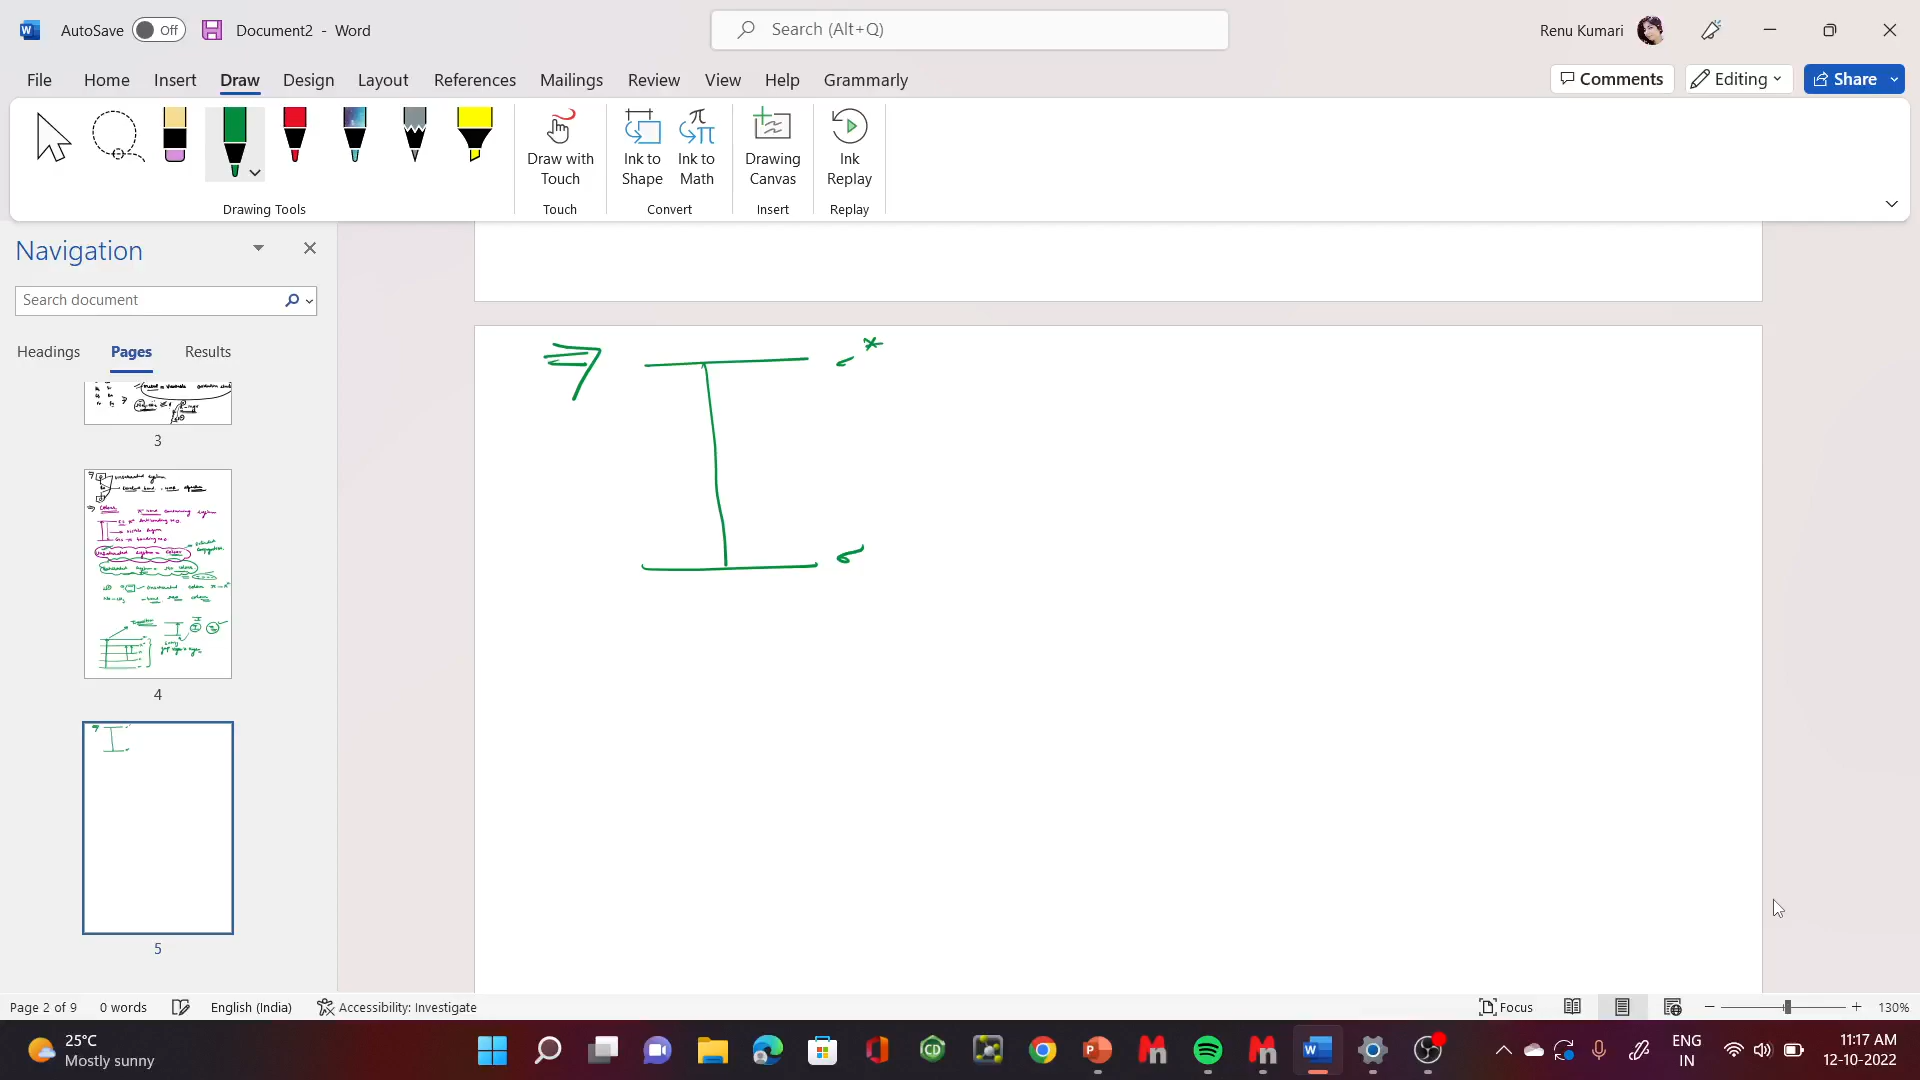 AutoSave Off Document2 - Word Search (Alt+Q) Renu Kumari
File Home Insert Draw Design Layout References Mailings Review View Help Grammarly Comments Editing Share
Draw with Touch
Ink to Shape
Ink to Math
Drawing Canvas
Ink Replay
Drawing Tools Touch Convert Insert Replay
Navigation
Search document
Headings Pages Results
3
4
5
⇒ σ*
σ
Page 2 of 9 0 words English (India) Accessibility: Investigate Focus 130%
25°C
Mostly sunny
ENG
IN
11:17 AM
12-10-2022